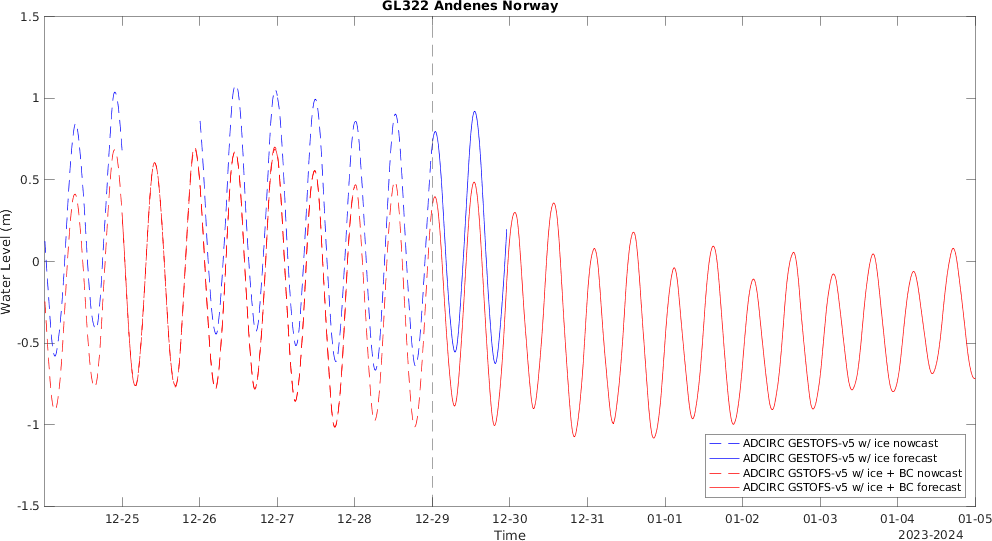 GL322 Andenes Norway
1.5
1
0.5
0
-0.5
-1
-1.5
Water Level (m)
ADCIRC GESTOFS-v5 w/ ice nowcast
ADCIRC GESTOFS-v5 w/ ice forecast
ADCIRC GSTOFS-v5 w/ ice + BC nowcast
ADCIRC GSTOFS-v5 w/ ice + BC forecast
12-25 12-26 12-27 12-28 12-29 12-30 12-31 01-01 01-02 01-03 01-04 01-05
Time
2023-2024